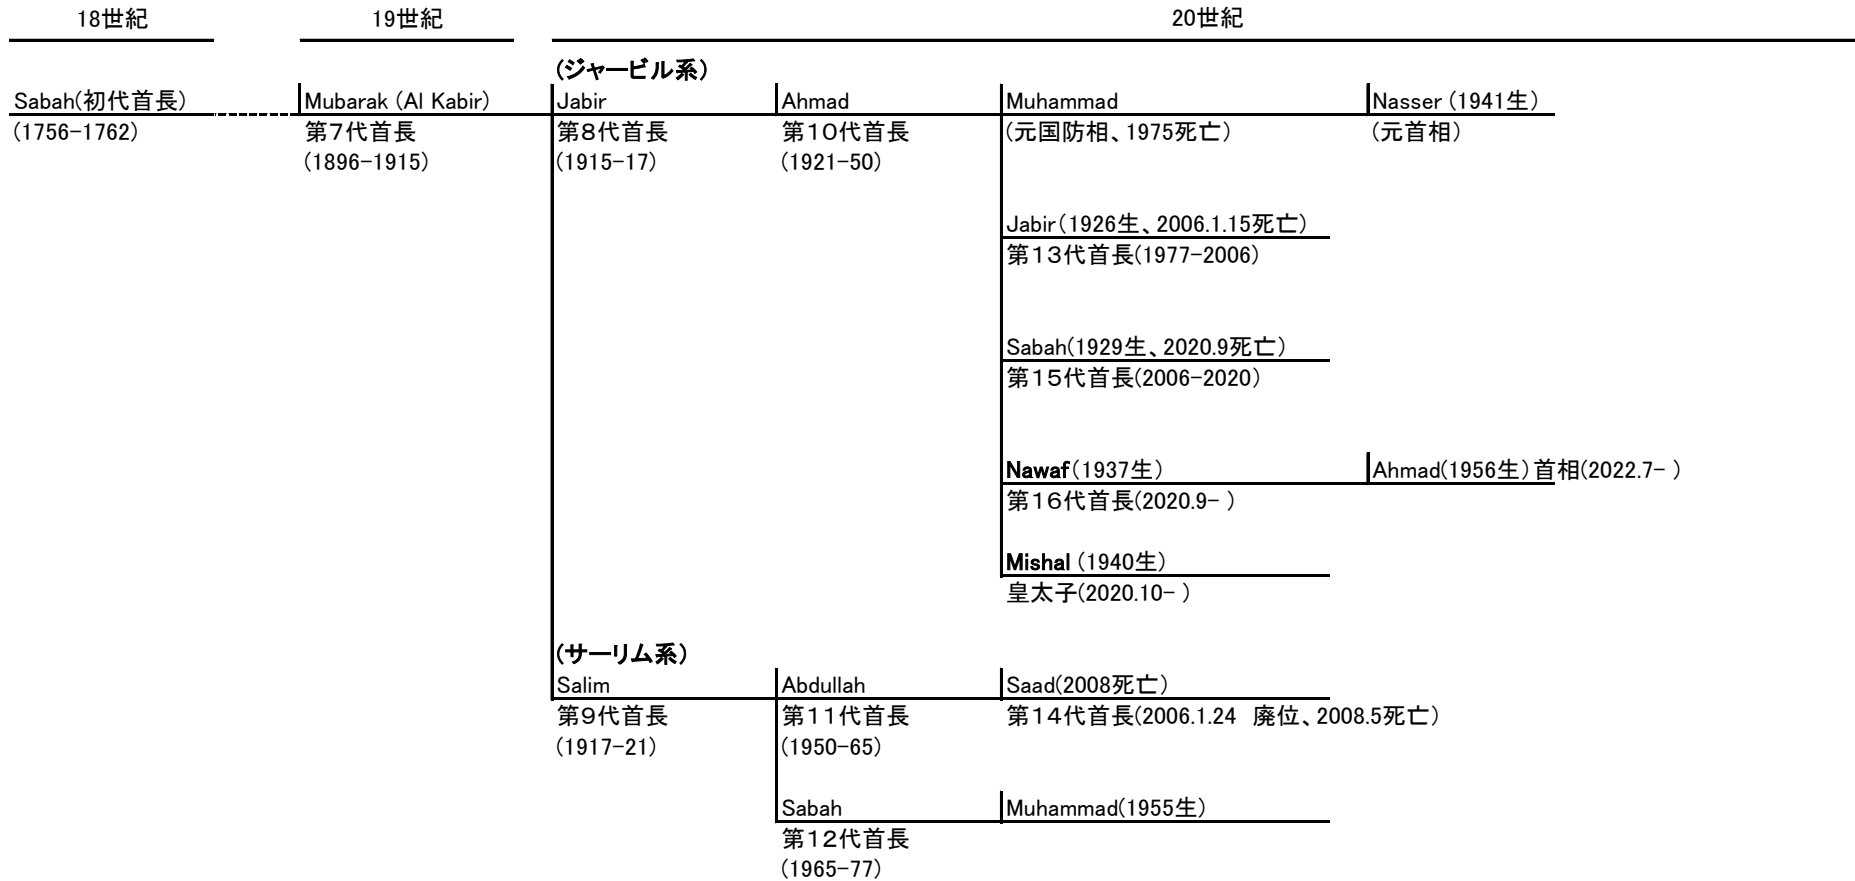 18世紀 19世紀 20世紀
(ジャービル系)
Sabah(初代首長) Mubarak (Al Kabir) Jabir Ahmad Muhammad Nasser (1941生)
(1756-1762) 第7代首長 第8代首長 第10代首長 (元国防相、1975死亡) (元首相)
(1896-1915) (1915-17) (1921-50)
Jabir(1926生、2006.1.15死亡)
第13代首長(1977-2006)
Sabah(1929生、2020.9死亡)
第15代首長(2006-2020)
Nawaf(1937生) Ahmad(1956生)首相(2022.7- )
第16代首長(2020.9- )
Mishal (1940生)
皇太子(2020.10- )
(サーリム系)
Salim Abdullah Saad(2008死亡)
第9代首長 第11代首長 第14代首長(2006.1.24 廃位、2008.5死亡)
(1917-21) (1950-65)
Sabah Muhammad(1955生)
第12代首長
(1965-77)